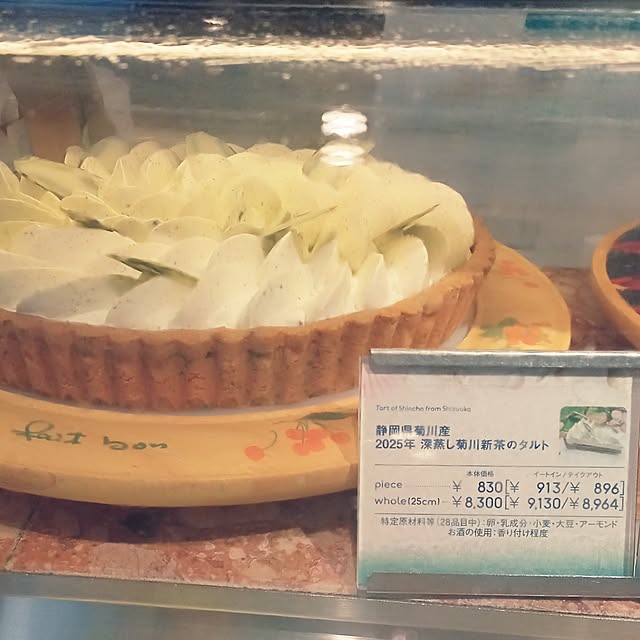 fait bon
Tart of Shincha from Shizuoka
静岡県菊川産
2025年 深蒸し菊川新茶のタルト
本体価格 イートイン/テイクアウト
piece ¥ 830[¥ 913/¥ 896]
whole(25cm) ¥8,300[¥ 9,130/¥8,964]
特定原材料等(28品目中):卵・乳成分・小麦・大豆・アーモンド
お酒の使用:香り付け程度